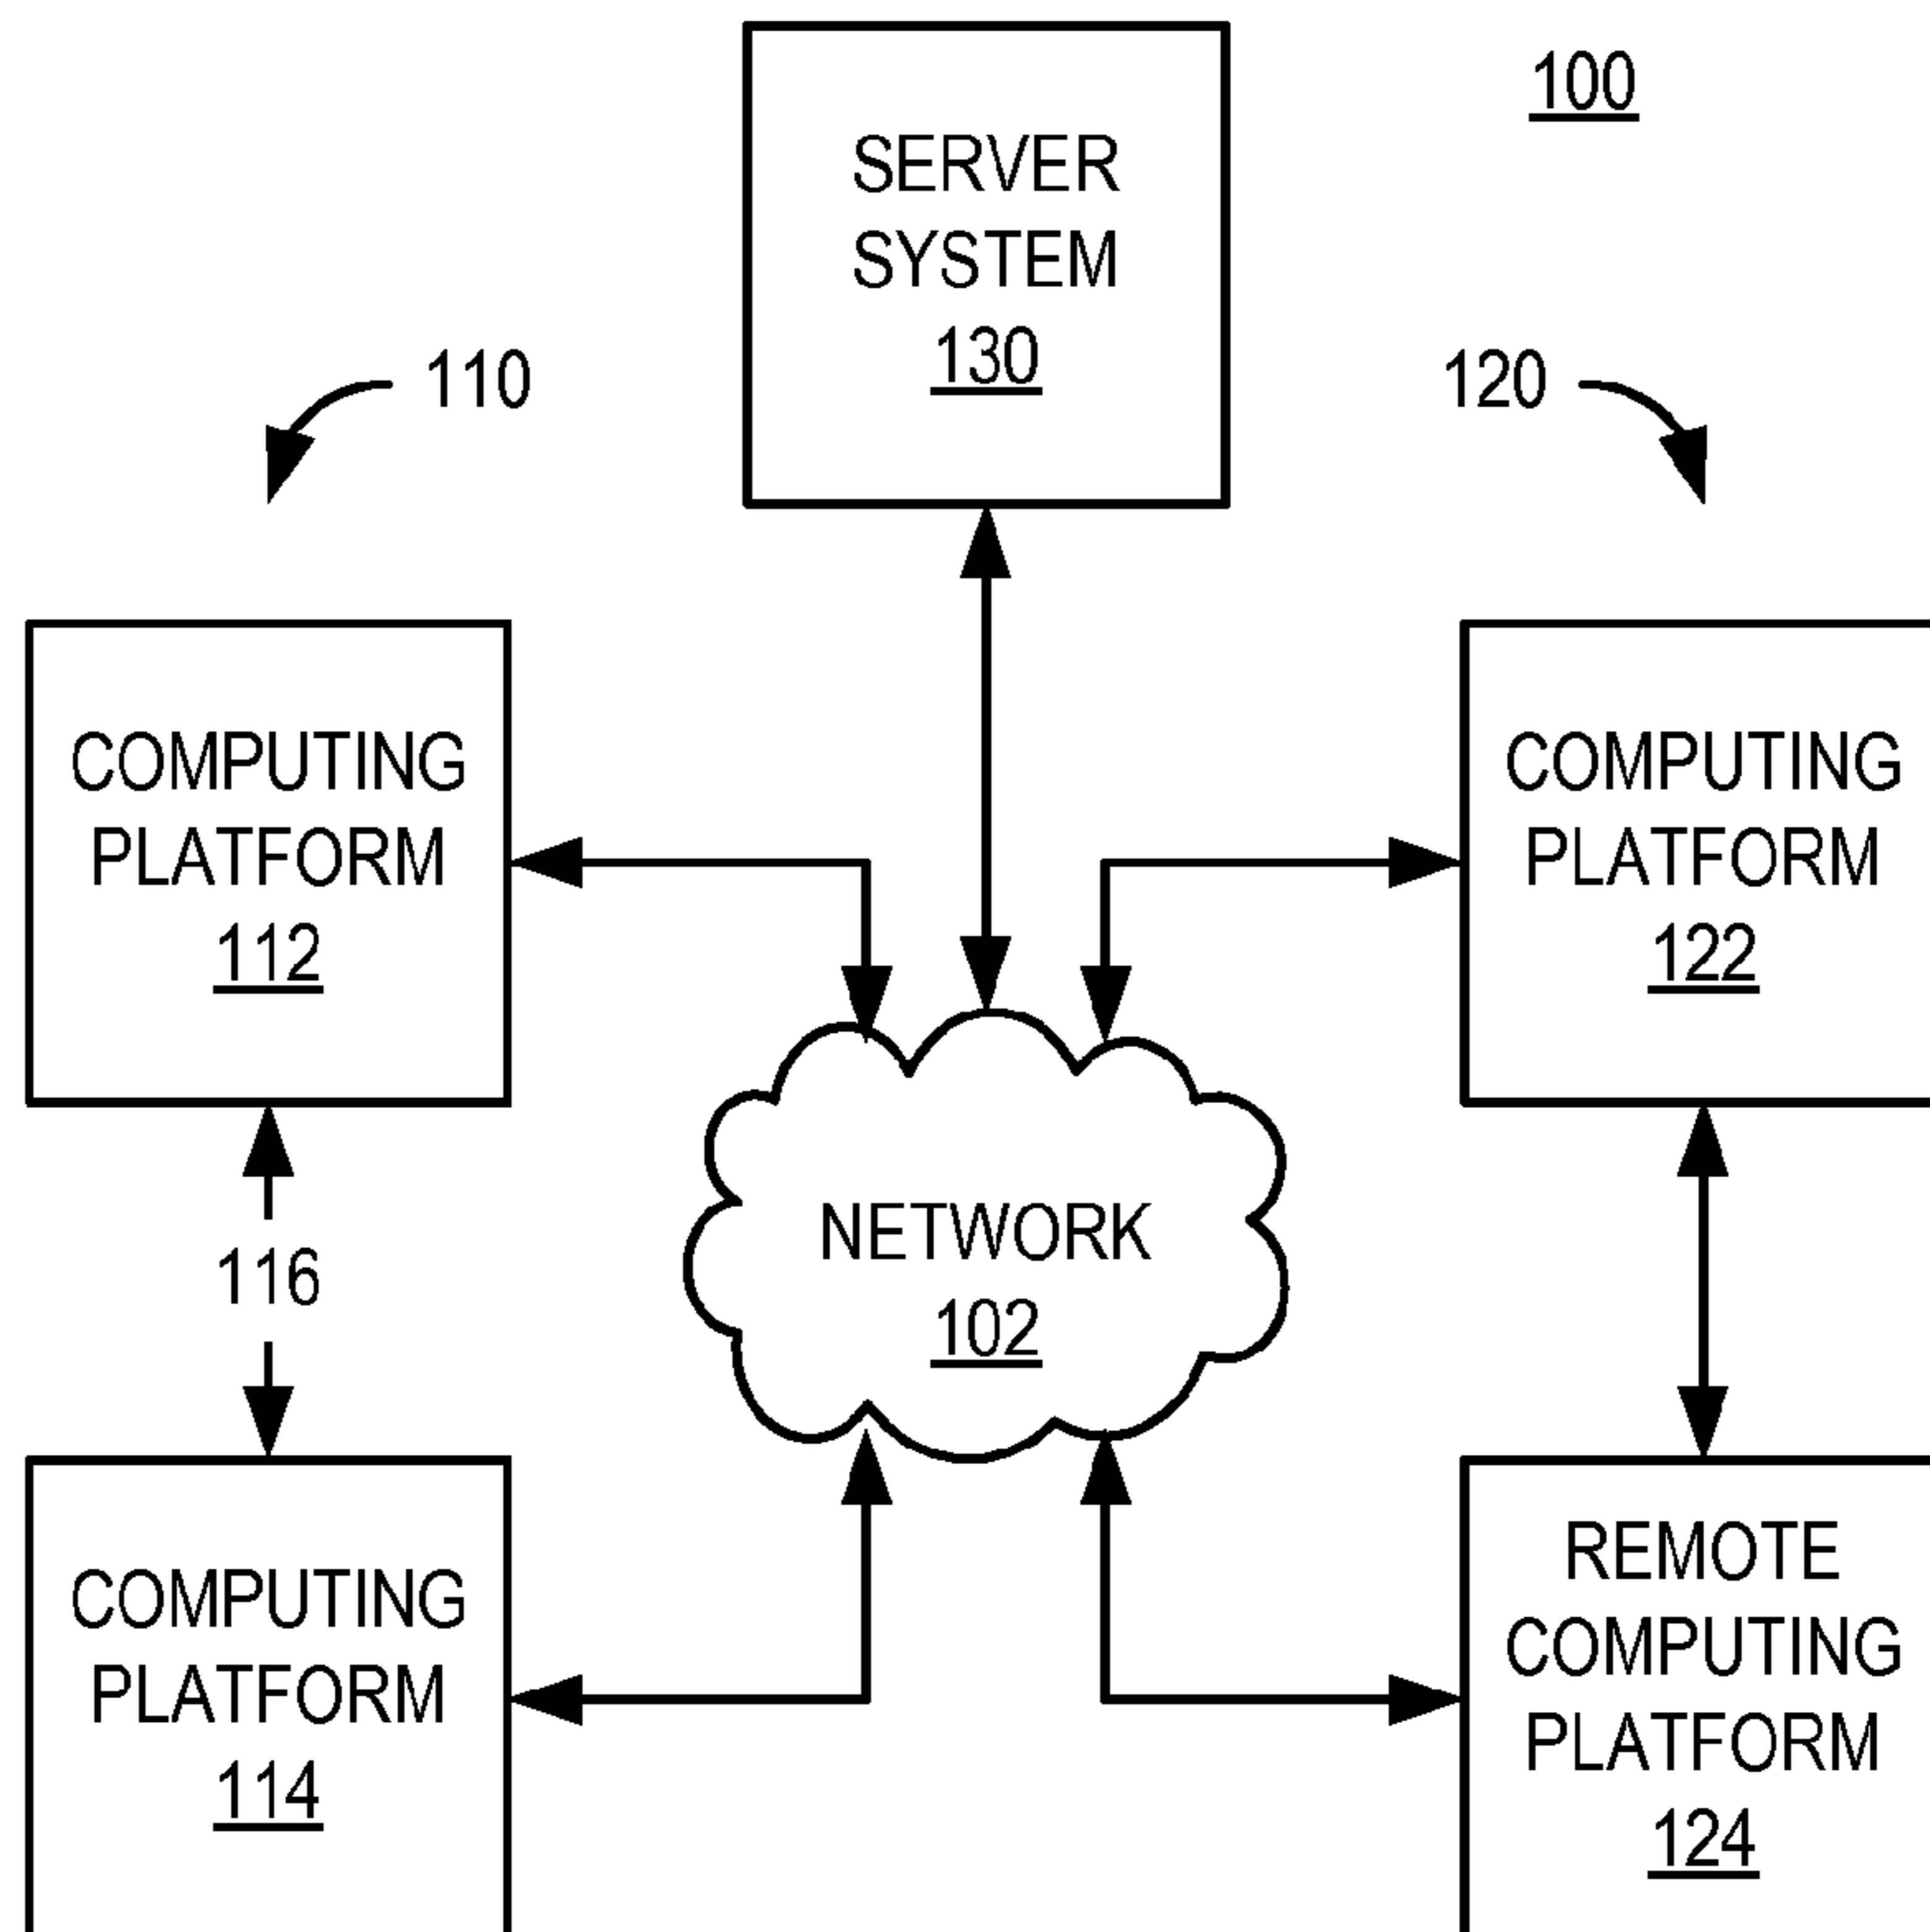 100
SERVER
SYSTEM
130
110
120
COMPUTING
PLATFORM
112
COMPUTING
PLATFORM
122
116
NETWORK
102
COMPUTING
PLATFORM
114
REMOTE
COMPUTING
PLATFORM
124